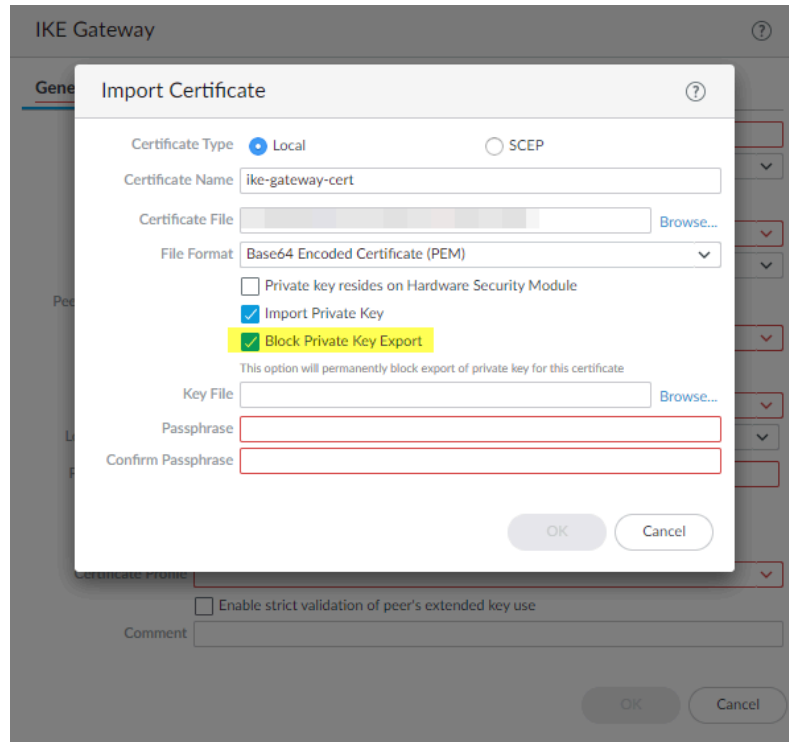 IKE Gateway
Gene
Import Certificate
Certificate Type Local SCEP
Certificate Name ike-gateway-cert
Certificate File Browse...
File Format Base64 Encoded Certificate (PEM)
Private key resides on Hardware Security Module
Import Private Key
Block Private Key Export
This option will permanently block export of private key for this certificate
Pee
Key File Browse...
Passphrase
Confirm Passphrase
OK Cancel
Certificate Profile
Enable strict validation of peer's extended key use
Comment
OK Cancel